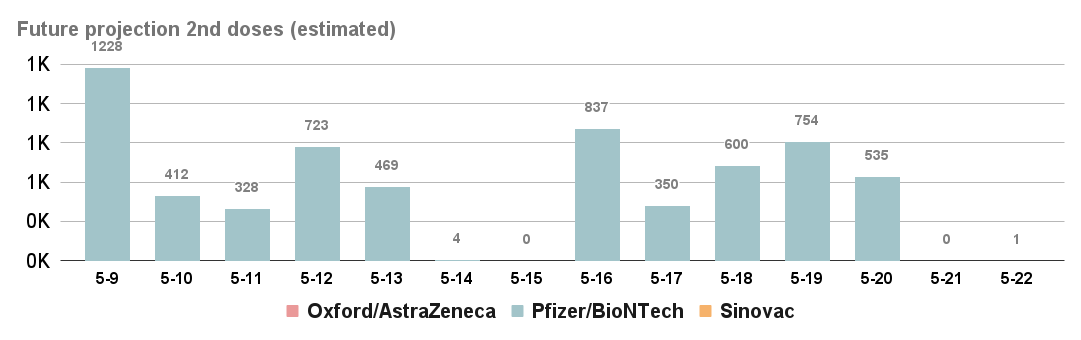 Future projection 2nd doses (estimated)
1228
1K
1K
837
723
754
1K
600
535
469
412
350
1K
328
0K
4
0
0
1
0K
5-9 5-10 5-11 5-12 5-13 5-14 5-15 5-16 5-17 5-18 5-19 5-20 5-21 5-22
Oxford/AstraZeneca Pfizer/BioNTech Sinovac